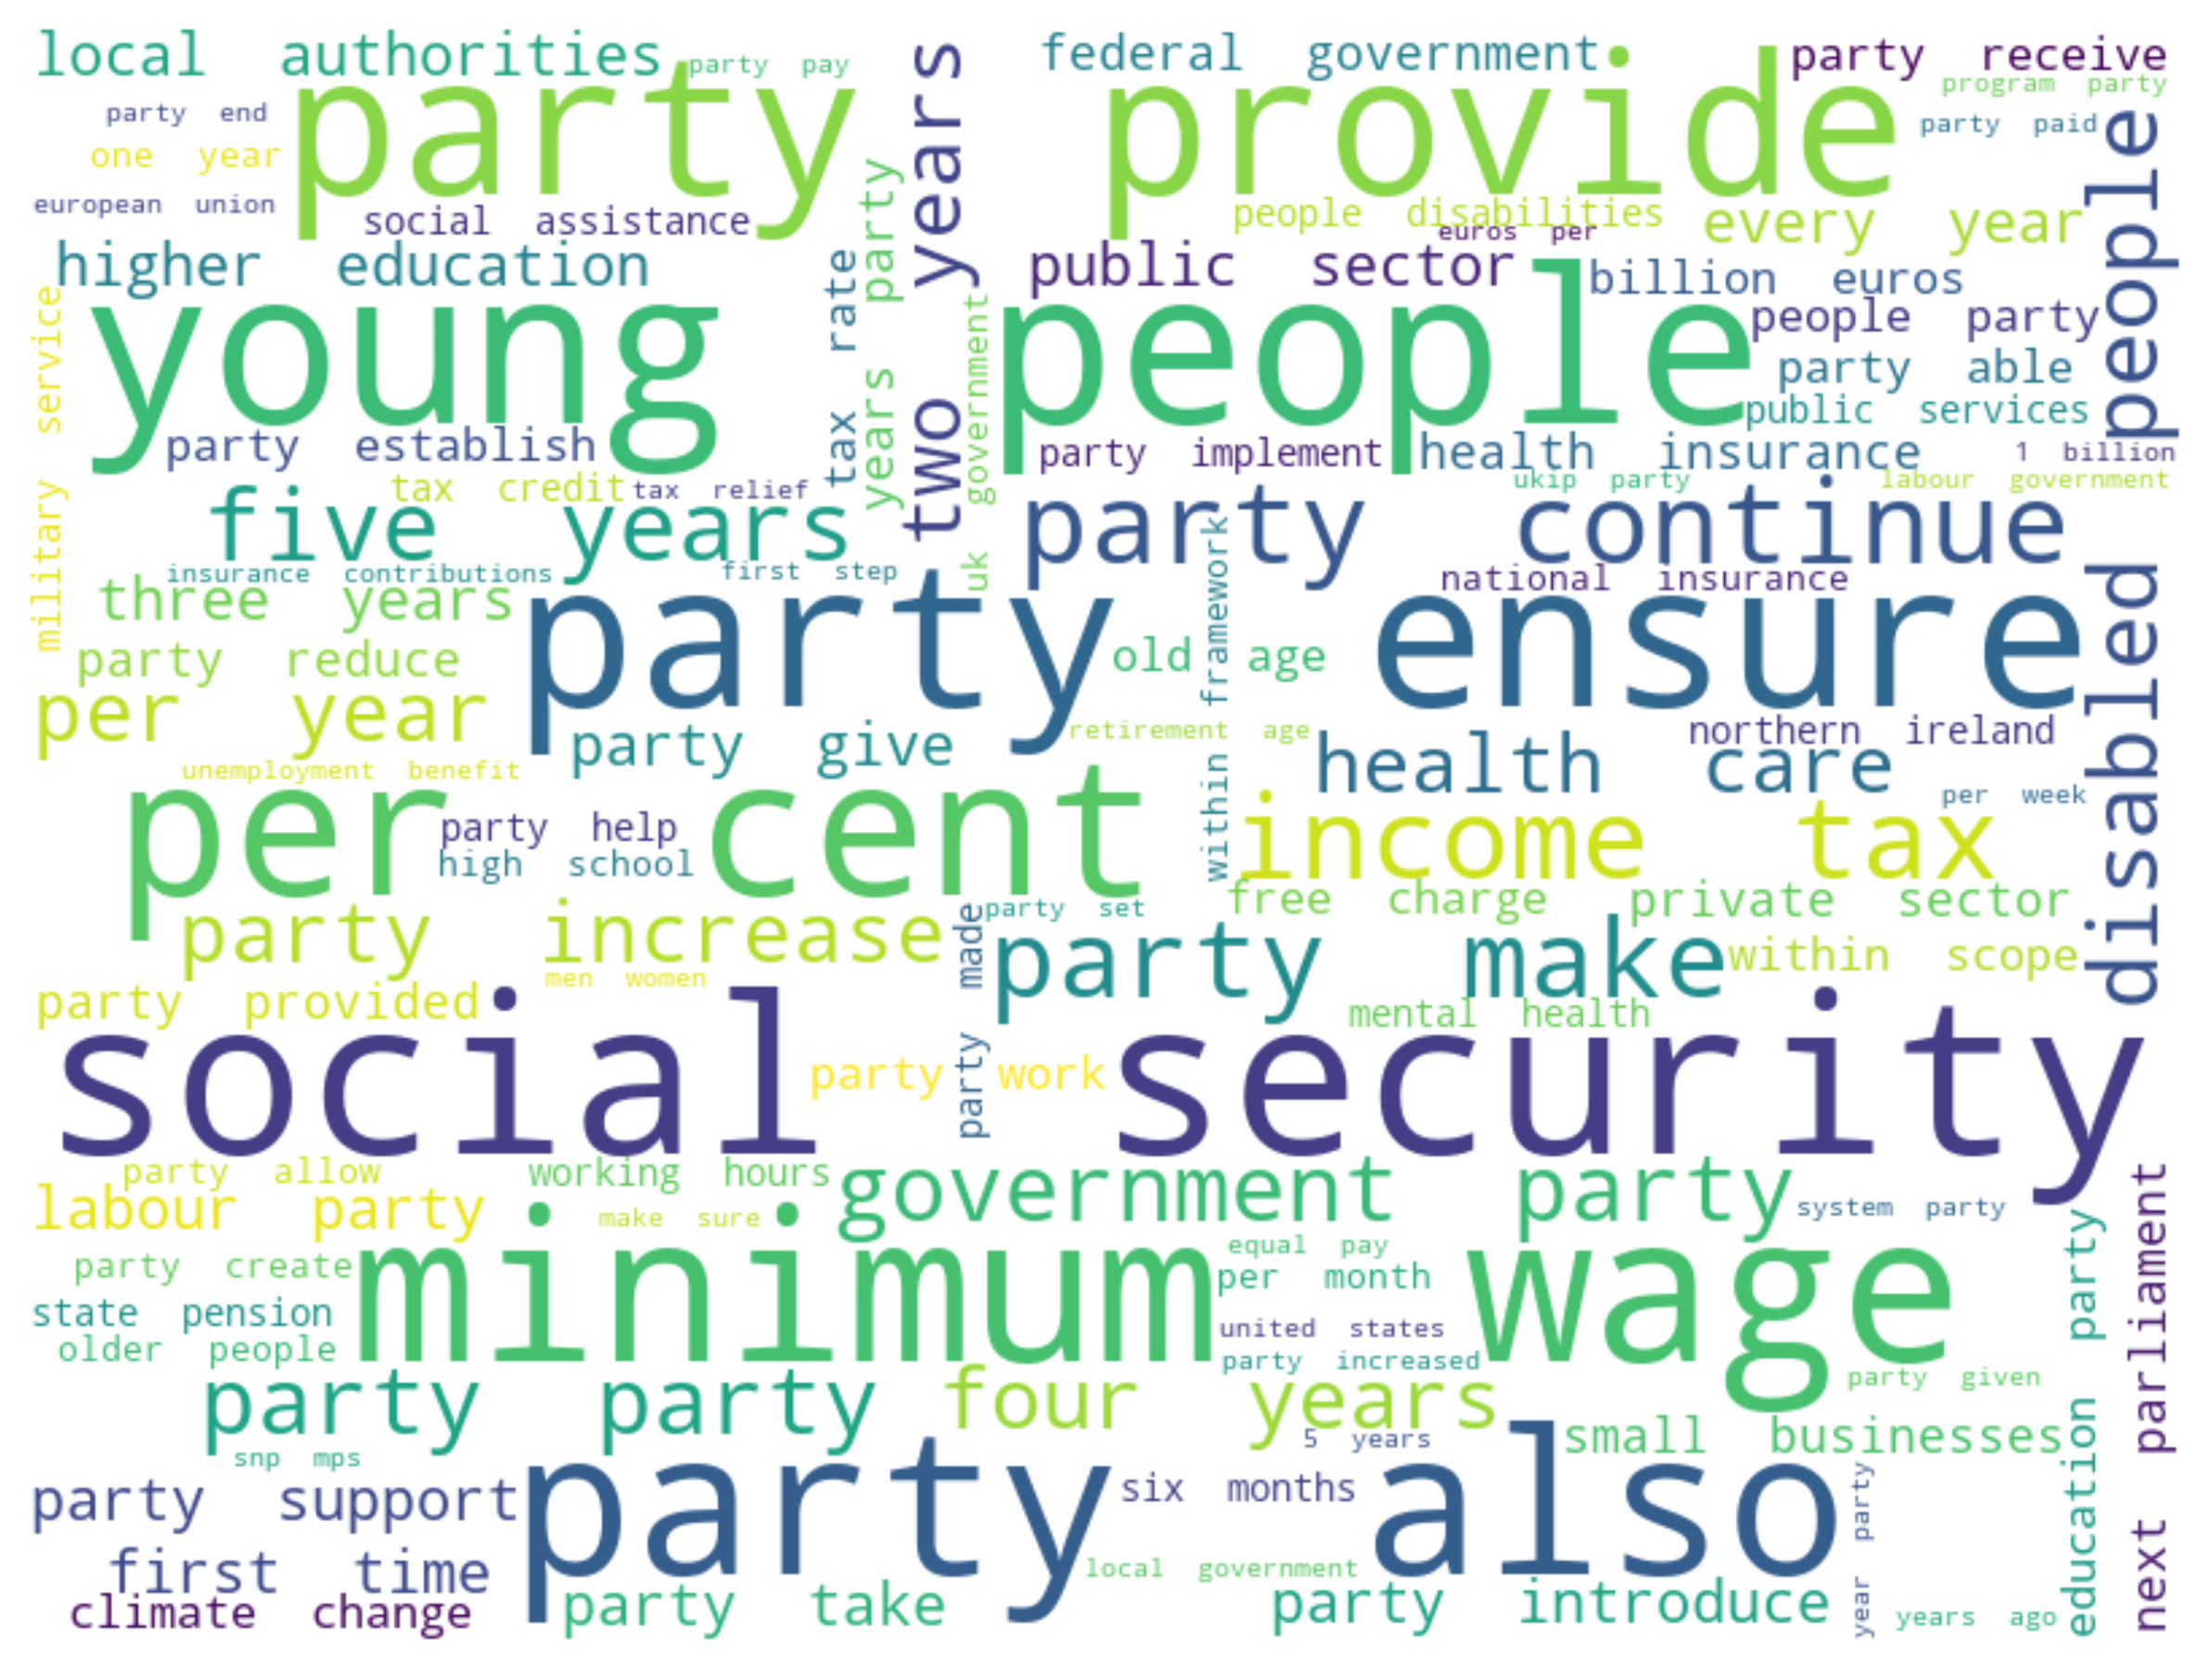 local authorities
party pay
federal government
party receive
party provide
program party
party end
party paid
one year
european union
social assistance
people disabilities
every year
euros per
higher education
public sector
billion euros
young people
people party
party able
public services
party establish
party implement
health insurance
1 billion
military service
tax rate
years party
two years
uk government
disabled people
tax credit
tax relief
ukip party
labour government
five years
party continue
insurance contributions
first step
national insurance
three years
party ensure
within framework
party reduce
old age
per year
party give
retirement age
northern ireland
health care
unemployment benefit
per week
per cent
income tax
party help
high school
free charge
private sector
party increase
party set
party made
party make
within scope
men women
party provided
mental health
social security
party work
party allow
working hours
government party
labour party
make sure
system party
equal pay
party create
minimum wage
per month
state pension
united states
older people
party increased
party given
party party
four years
5 years
small businesses
snp mps
party also
six months
party support
education party
next parliament
year party
first time
local government
climate change
party take
party introduce
years ago